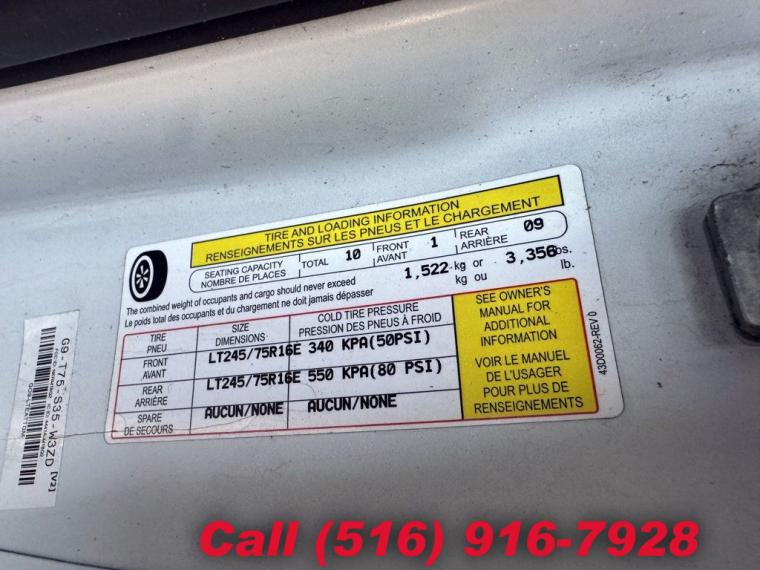 TIRE AND LOADING INFORMATION
RENSEIGNEMENTS SUR LES PNEUS ET LE CHARGEMENT
SEATING CAPACITY
NOMBRE DE PLACES
TOTAL 10
FRONT
AVANT 1
REAR
ARRIÈRE 09
The combined weight of occupants and cargo should never exceed
Le poids total des occupants et du chargement ne doit jamais dépasser
1,522 kg or 3,356 lbs.
kg ou lb.
TIRE
PNEU
SIZE
DIMENSIONS
COLD TIRE PRESSURE
PRESSION DES PNEUS À FROID
FRONT
AVANT
LT245/75R16E 340 KPA(50PSI)
REAR
ARRIÈRE
LT245/75R16E 550 KPA(80 PSI)
SPARE
DE SECOURS
AUCUN/NONE AUCUN/NONE
SEE OWNER'S
MANUAL FOR
ADDITIONAL
INFORMATION
VOIR LE MANUEL
DE L'USAGER
POUR PLUS DE
RENSEIGNEMENTS
43D0062-REV 0
G9-T75-S35-W3ZD [V2]
Call (516) 916-7928